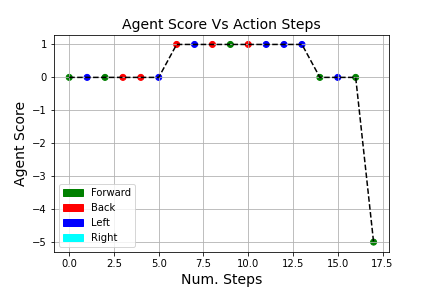 Agent Score Vs Action Steps
1
0
−1
−2
−3
−4
−5
Agent Score
Forward
Back
Left
Right
0.0 2.5 5.0 7.5 10.0 12.5 15.0 17.5
Num. Steps